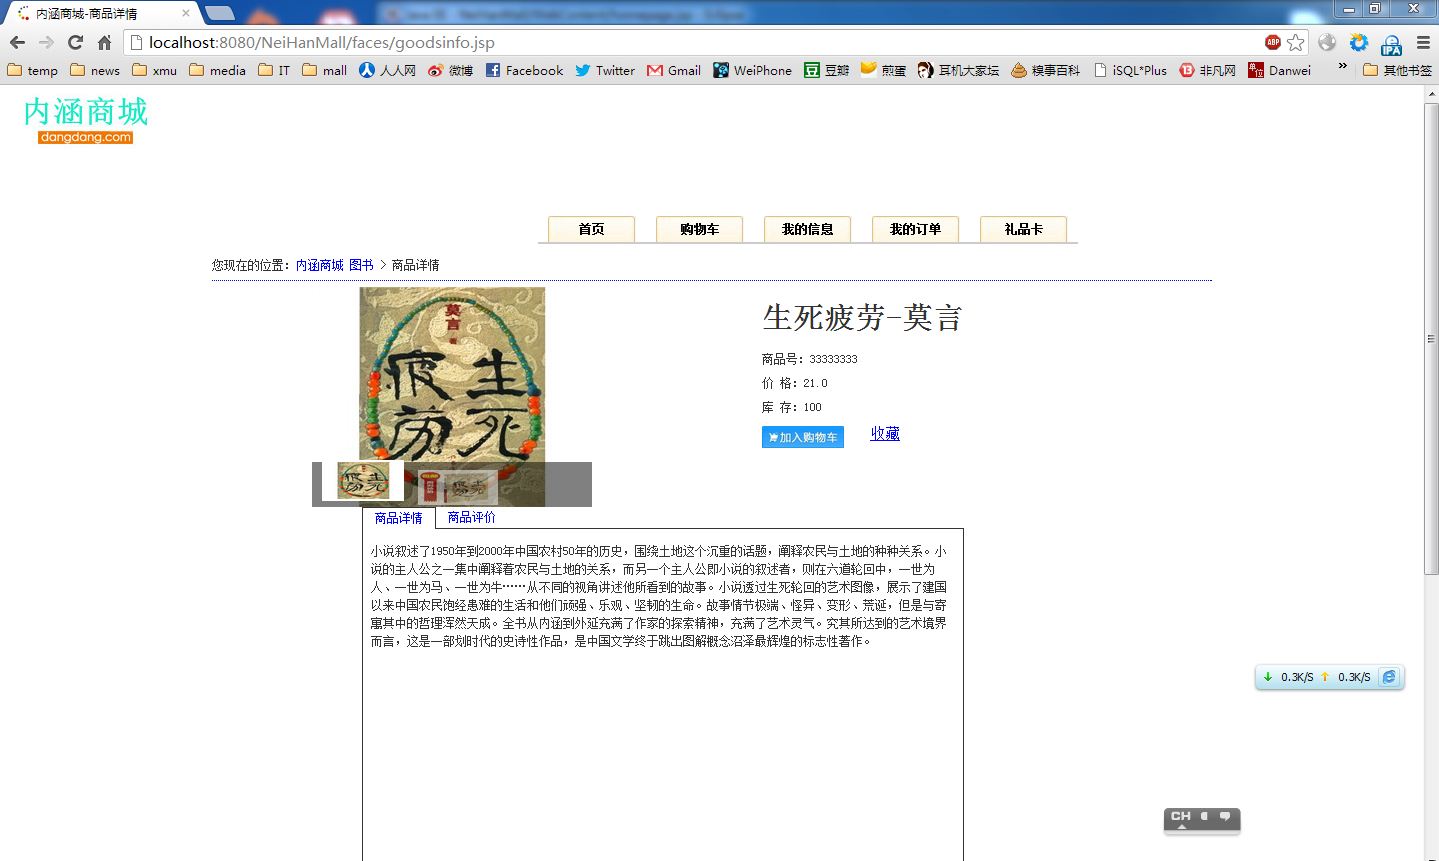 内涵商城-商品详情
localhost:8080/NeiHanMall/faces/goodsinfo.jsp
ABP
IPA
temp news xmu media IT mall 人人网 微博 Facebook Twitter Gmail WeiPhone 豆 豆瓣 煎蛋 耳机大家坛 糗事百科 iSQL*Plus 非凡网 单位 Danwei » 其他书签
内涵商城
dangdang.com
首页 购物车 我的信息 我的订单 礼品卡
您现在的位置：内涵商城 图书 > 商品详情
莫言
著
生死
疲劳
生死疲劳-莫言
商品号：33333333
价 格：21.0
库 存：100
加入购物车 收藏
商品详情 商品评价
小说叙述了1950年到2000年中国农村50年的历史，围绕土地这个沉重的话题，阐释农民与土地的种种关系。小
说的主人公之一集中阐释着农民与土地的关系，而另一个主人公即小说的叙述者，则在六道轮回中，一世为
人、一世为马、一世为牛……从不同的视角讲述他所看到的故事。小说透过生死轮回的艺术图像，展示了建国
以来中国农民饱经患难的生活和他们顽强、乐观、坚韧的生命。故事情节极端、怪异、变形、荒诞，但是与寄
寓其中的哲理浑然天成。全书从内涵到外延充满了作家的探索精神，充满了艺术灵气。究其所达到的艺术境界
而言，这是一部划时代的史诗性作品，是中国文学终于跳出图解概念沼泽最辉煌的标志性著作。
0.3K/S 0.3K/S
CH